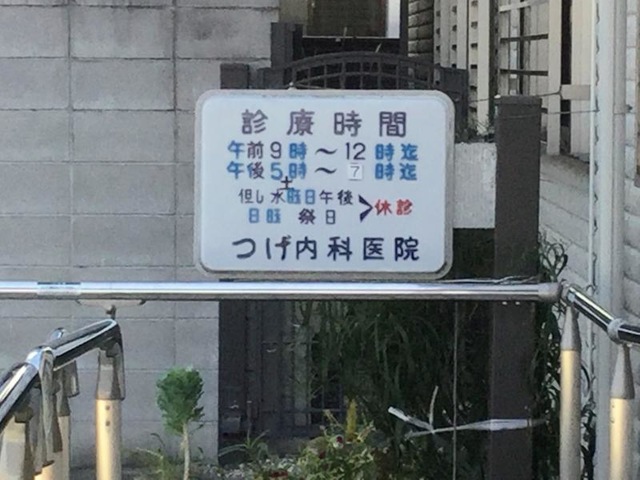 診療時間
午前9時～12時迄
午後5時～7時迄
但し水曜日午後
日曜 祭日
休診
つげ内科医院